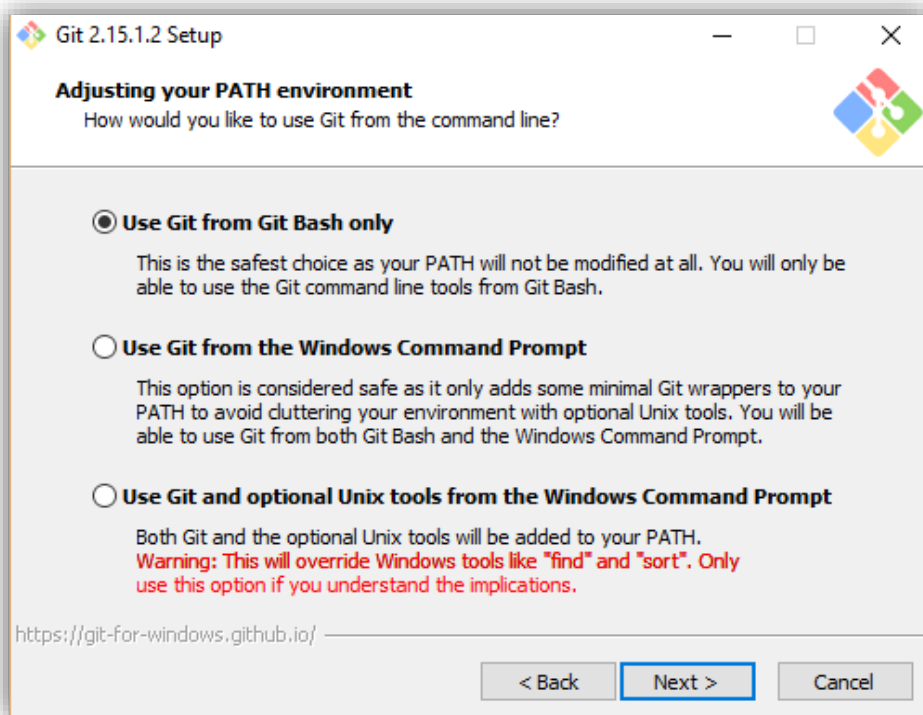 Git 2.15.1.2 Setup
Adjusting your PATH environment
How would you like to use Git from the command line?
Use Git from Git Bash only
This is the safest choice as your PATH will not be modified at all. You will only be
able to use the Git command line tools from Git Bash.
Use Git from the Windows Command Prompt
This option is considered safe as it only adds some minimal Git wrappers to your
PATH to avoid cluttering your environment with optional Unix tools. You will be
able to use Git from both Git Bash and the Windows Command Prompt.
Use Git and optional Unix tools from the Windows Command Prompt
Both Git and the optional Unix tools will be added to your PATH.
Warning: This will override Windows tools like "find" and "sort". Only
use this option if you understand the implications.
https://git-for-windows.github.io/
< Back Next > Cancel